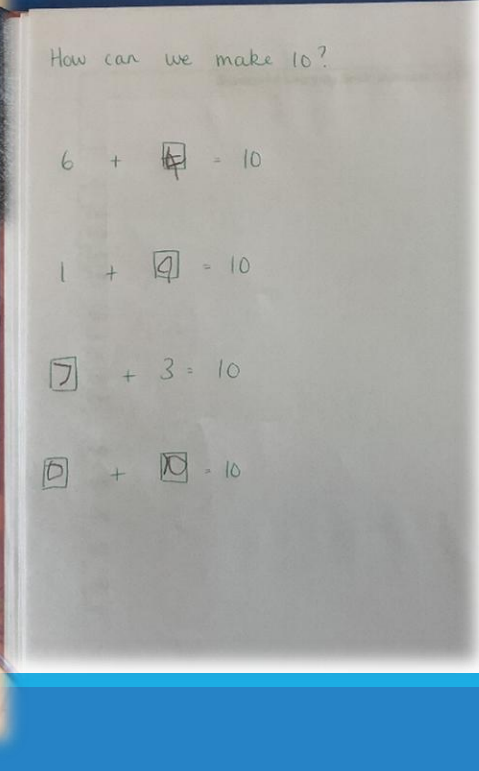 How can we make 10?
6 + 4 = 10
1 + 9 = 10
7 + 3 = 10
0 + 10 = 10